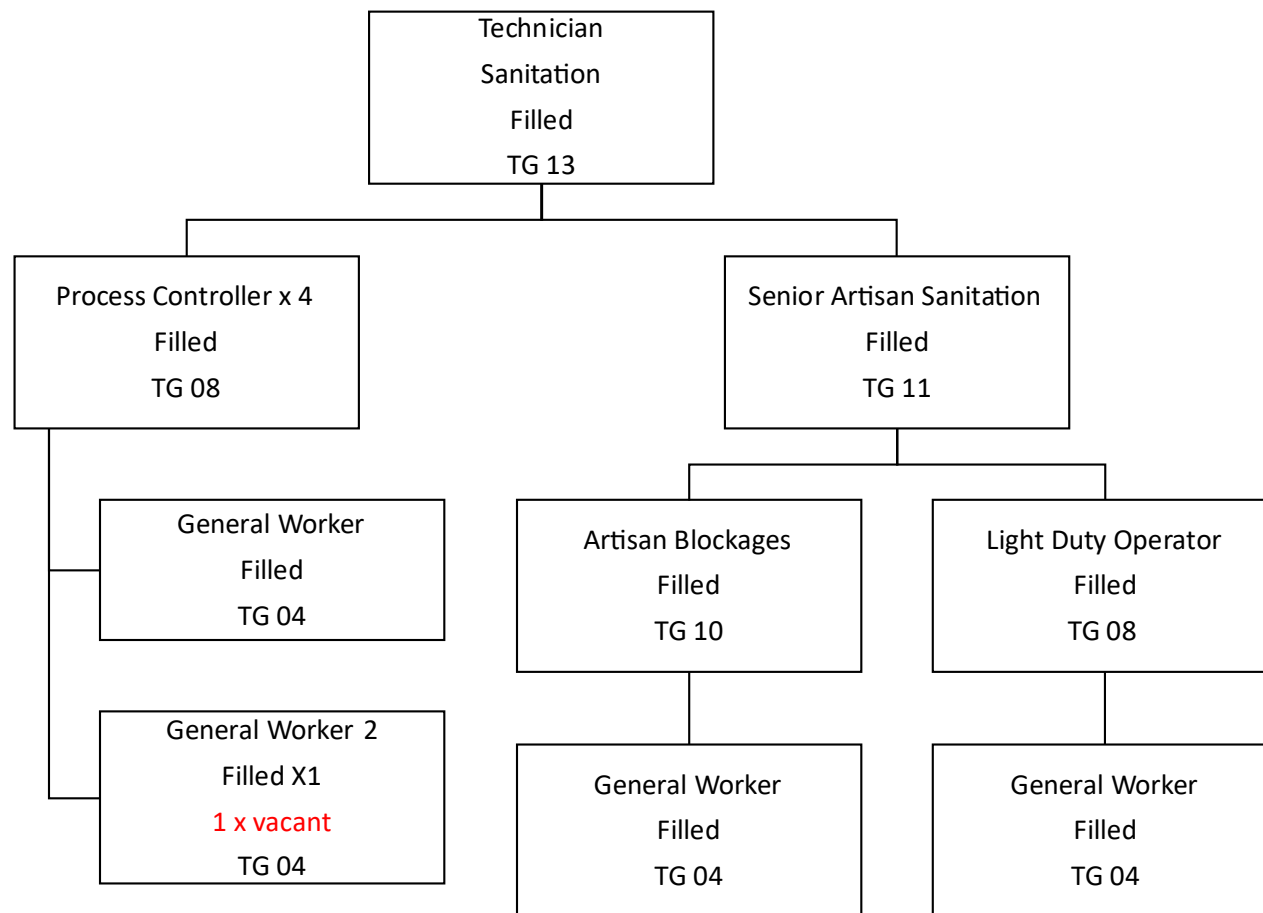 Technician
Sanitation
Filled
TG 13
Process Controller x 4
Filled
TG 08
Senior Artisan Sanitation
Filled
TG 11
General Worker
Filled
TG 04
Artisan Blockages
Filled
TG 10
Light Duty Operator
Filled
TG 08
General Worker 2
Filled X1
1 x vacant
TG 04
General Worker
Filled
TG 04
General Worker
Filled
TG 04